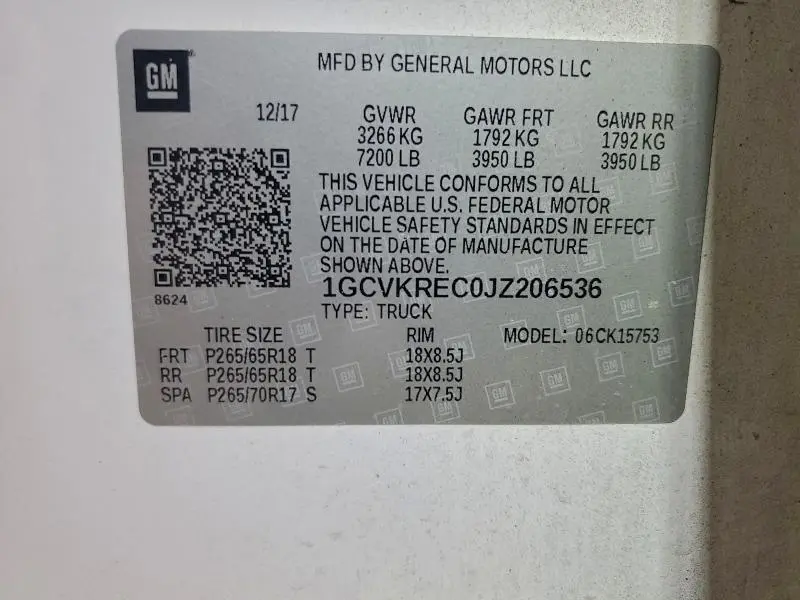 GM
MFD BY GENERAL MOTORS LLC
12/17 GVWR GAWR FRT GAWR RR
3266 KG 1792 KG 1792 KG
7200 LB 3950 LB 3950 LB
THIS VEHICLE CONFORMS TO ALL
APPLICABLE U.S. FEDERAL MOTOR
VEHICLE SAFETY STANDARDS IN EFFECT
ON THE DATE OF MANUFACTURE
SHOWN ABOVE.
8624
1GCVKREC0JZ206536
TYPE: TRUCK
TIRE SIZE RIM MODEL: 06CK15753
FRT P265/65R18 T 18X8.5J
RR P265/65R18 T 18X8.5J
SPA P265/70R17 S 17X7.5J